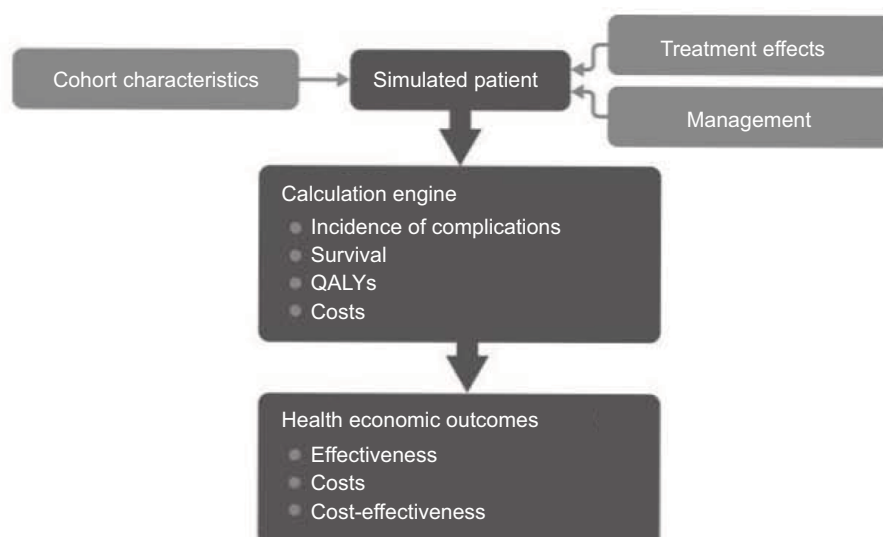 Treatment effects
Cohort characteristics
Simulated patient
Management
Calculation engine
Incidence of complications
Survival
QALYs
Costs
Health economic outcomes
Effectiveness
Costs
Cost-effectiveness